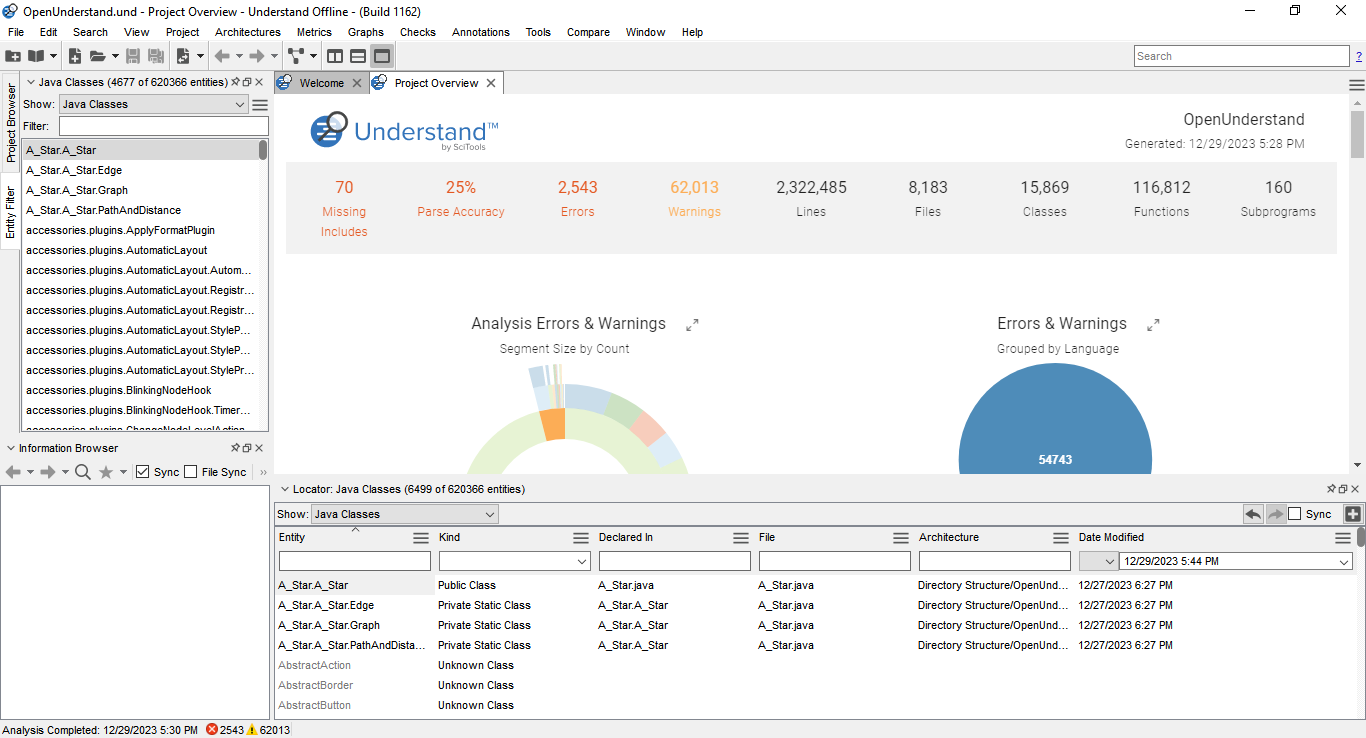 OpenUnderstand.und - Project Overview - Understand Offline - (Build 1162)
File Edit Search View Project Architectures Metrics Graphs Checks Annotations Tools Compare Window Help
Search ?
Project Browser
Entity Filter
Java Classes (4677 of 620366 entities)
Show: Java Classes
Filter:
A_Star.A_Star
A_Star.A_Star.Edge
A_Star.A_Star.Graph
A_Star.A_Star.PathAndDistance
accessories.plugins.ApplyFormatPlugin
accessories.plugins.AutomaticLayout
accessories.plugins.AutomaticLayout.Autom...
accessories.plugins.AutomaticLayout.Registr...
accessories.plugins.AutomaticLayout.Registr...
accessories.plugins.AutomaticLayout.StyleP...
accessories.plugins.AutomaticLayout.StyleP...
accessories.plugins.AutomaticLayout.StylePr...
accessories.plugins.BlinkingNodeHook
accessories.plugins.BlinkingNodeHook.Timer...
accessories.plugins.ChangeNodeLevelAction
Information Browser
Sync File Sync »
Welcome Project Overview
Understand™
by SciTools
OpenUnderstand
Generated: 12/29/2023 5:28 PM
70 25% 2,543 62,013 2,322,485 8,183 15,869 116,812 160
Missing Includes Parse Accuracy Errors Warnings Lines Files Classes Functions Subprograms
Analysis Errors & Warnings
Segment Size by Count
Errors & Warnings
Grouped by Language
54743
Locator: Java Classes (6499 of 620366 entities)
Show: Java Classes Sync
Entity Kind Declared In File Architecture Date Modified
12/29/2023 5:44 PM
A_Star.A_Star Public Class A_Star.java A_Star.java Directory Structure/OpenUnd... 12/27/2023 6:27 PM
A_Star.A_Star.Edge Private Static Class A_Star.A_Star A_Star.java Directory Structure/OpenUnd... 12/27/2023 6:27 PM
A_Star.A_Star.Graph Private Static Class A_Star.A_Star A_Star.java Directory Structure/OpenUnd... 12/27/2023 6:27 PM
A_Star.A_Star.PathAndDista... Private Static Class A_Star.A_Star A_Star.java Directory Structure/OpenUnd... 12/27/2023 6:27 PM
AbstractAction Unknown Class
AbstractBorder Unknown Class
AbstractButton Unknown Class
Analysis Completed: 12/29/2023 5:30 PM 2543 62013